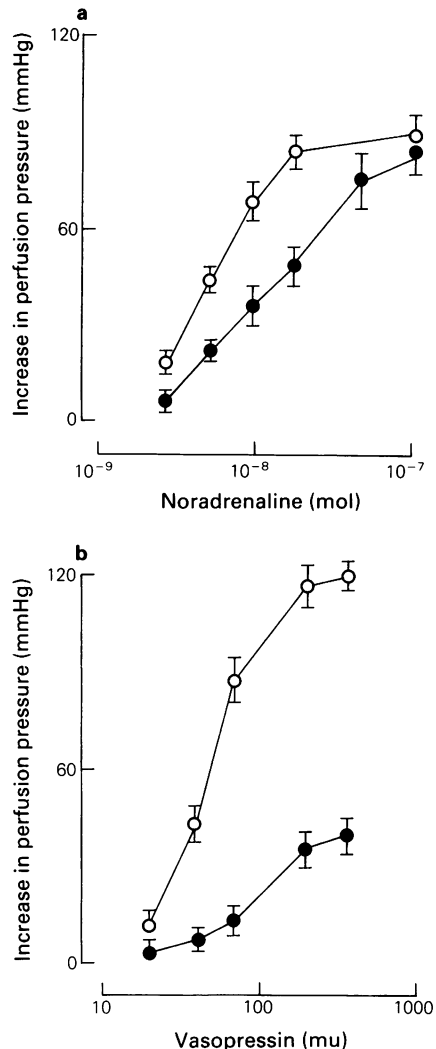 a
120
60
0
Increase in perfusion pressure (mmHg)
10⁻⁹
10⁻⁸
10⁻⁷
Noradrenaline (mol)
b
120
60
0
Increase in perfusion pressure (mmHg)
10
100
1000
Vasopressin (mu)